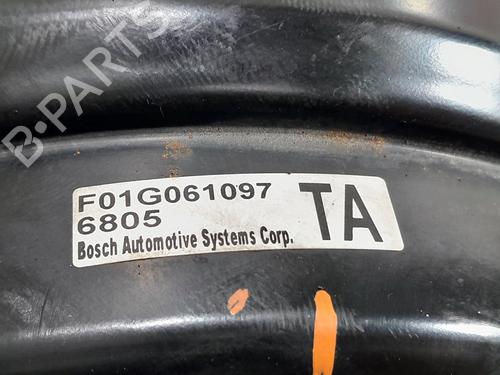 B-PARTS
F01G061097
6805
TA
Bosch Automotive Systems Corp.